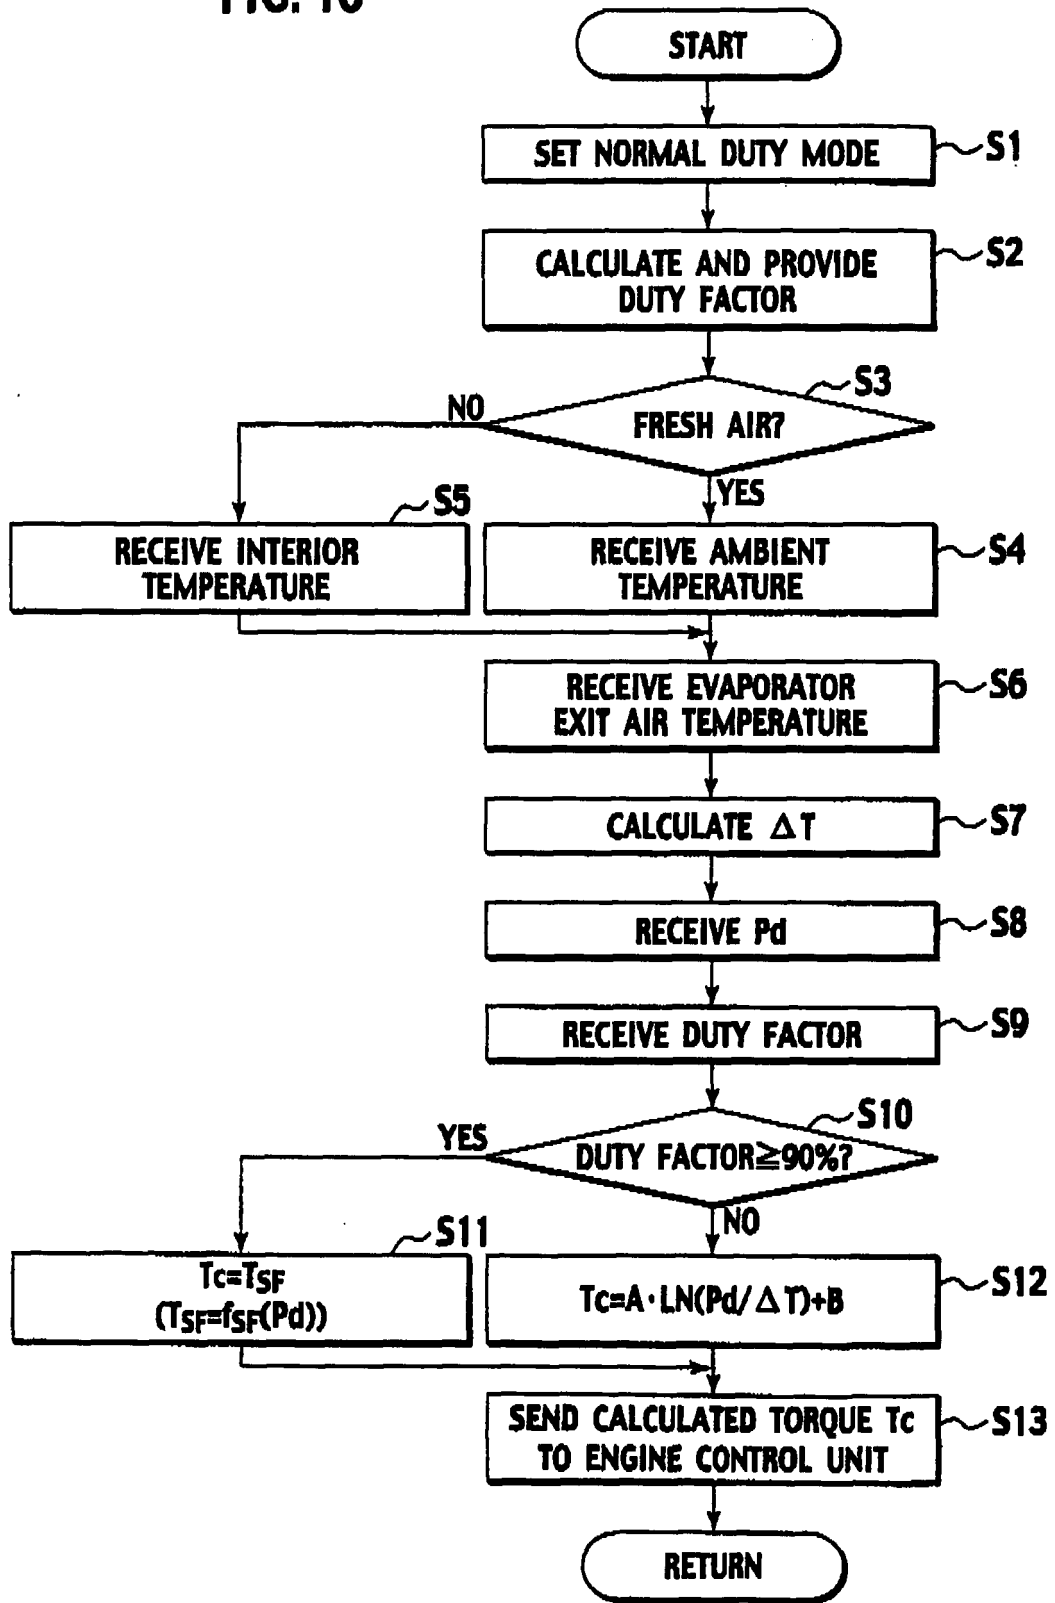 START
SET NORMAL DUTY MODE
S1
CALCULATE AND PROVIDE
DUTY FACTOR
S2
S3
FRESH AIR?
NO
YES
S5
RECEIVE INTERIOR
TEMPERATURE
RECEIVE AMBIENT
TEMPERATURE
S4
RECEIVE EVAPORATOR
EXIT AIR TEMPERATURE
S6
CALCULATE ΔT
S7
RECEIVE Pd
S8
RECEIVE DUTY FACTOR
S9
S10
DUTY FACTOR≧90%?
YES
NO
S11
Tc=TSF
(TSF=fSF(Pd))
Tc=A·LN(Pd/ΔT)+B
S12
SEND CALCULATED TORQUE Tc
TO ENGINE CONTROL UNIT
S13
RETURN